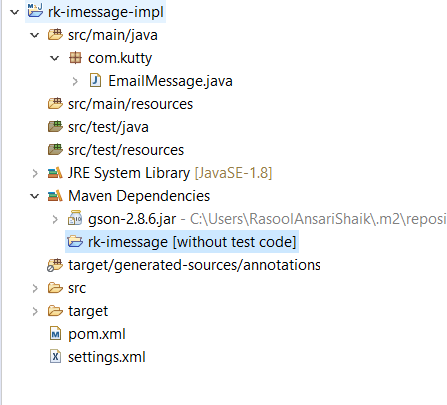 rk-imessage-impl
src/main/java
com.kutty
EmailMessage.java
src/main/resources
src/test/java
src/test/resources
JRE System Library [JavaSE-1.8]
Maven Dependencies
gson-2.8.6.jar - C:\Users\RasoolAnsariShaik\.m2\reposi
rk-imessage [without test code]
target/generated-sources/annotations
src
target
pom.xml
settings.xml